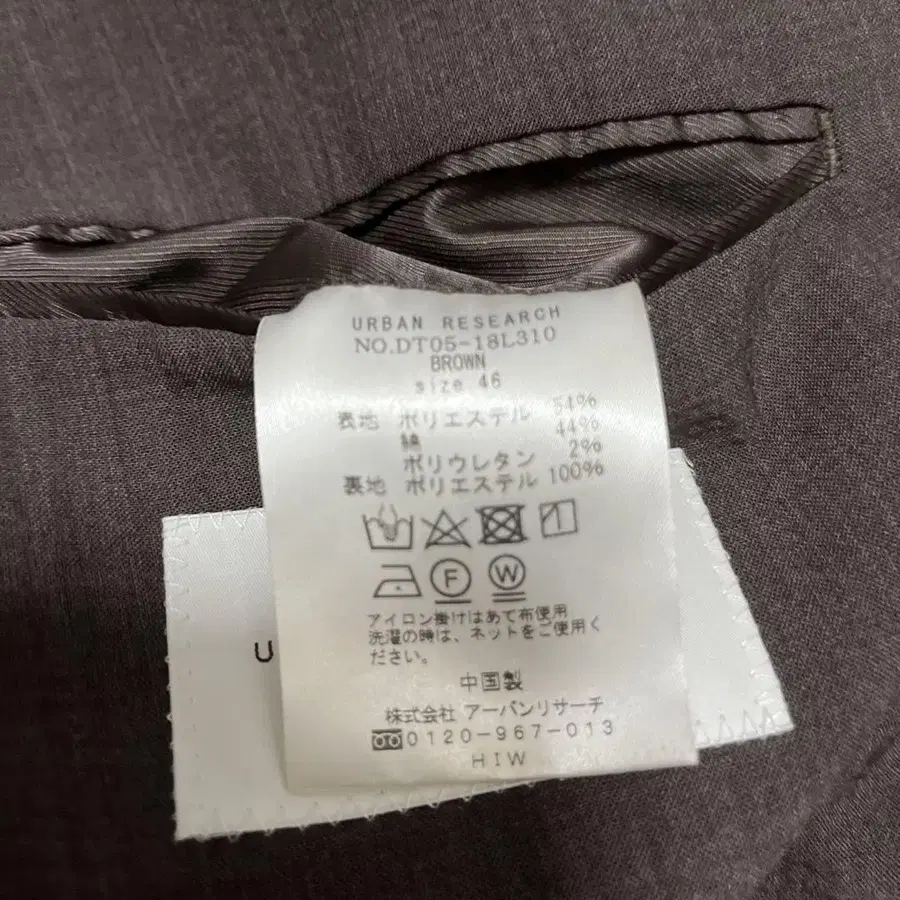 URBAN RESEARCH
NO.DT05-18L310
BROWN
size 46
表地 ポリエステル 54%
綿 44%
ポリウレタン 2%
裏地 ポリエステル 100%
F W
アイロン掛けはあて布使用
洗濯の時は、ネットをご使用く
ださい。
中国製
株式会社 アーバンリサーチ
0120-967-013
HIW
U